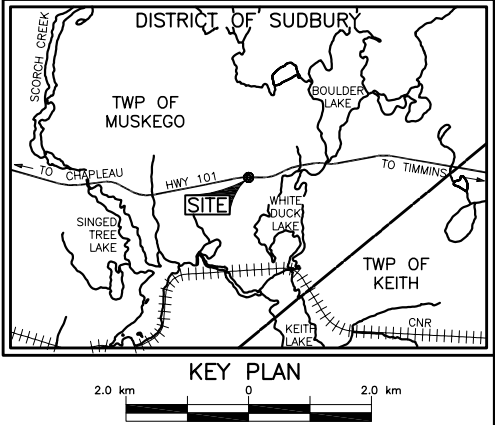 DISTRICT OF SUDBURY
SCORCH CREEK
BOULDER
LAKE
TWP OF
MUSKEGO
TO CHAPLEAU
HWY 101
TO TIMMINS
SITE
WHITE
DUCK
LAKE
SINGED
TREE
LAKE
TWP OF
KEITH
KEITH
LAKE
CNR
KEY PLAN
2.0 km
0
2.0 km